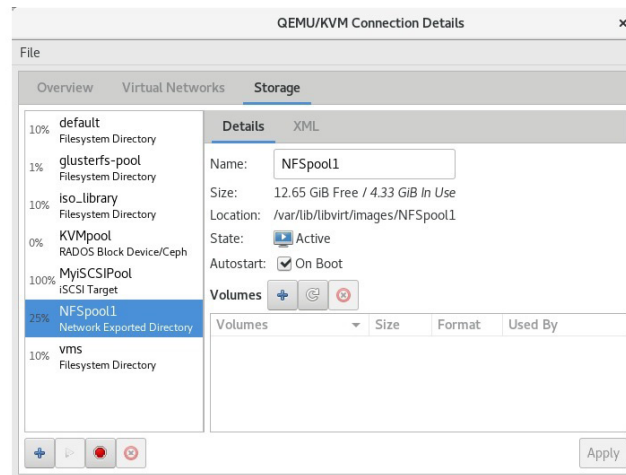 QEMU/KVM Connection Details
File
Overview Virtual Networks Storage
10% default
Filesystem Directory
1% glusterfs-pool
Filesystem Directory
10% iso_library
Filesystem Directory
0% KVMpool
RADOS Block Device/Ceph
100% MyiSCSIPool
iSCSI Target
25% NFSpool1
Network Exported Directory
10% vms
Filesystem Directory
Details XML
Name: NFSpool1
Size: 12.65 GiB Free / 4.33 GiB In Use
Location: /var/lib/libvirt/images/NFSpool1
State: Active
Autostart: On Boot
Volumes
Volumes Size Format Used By
Apply